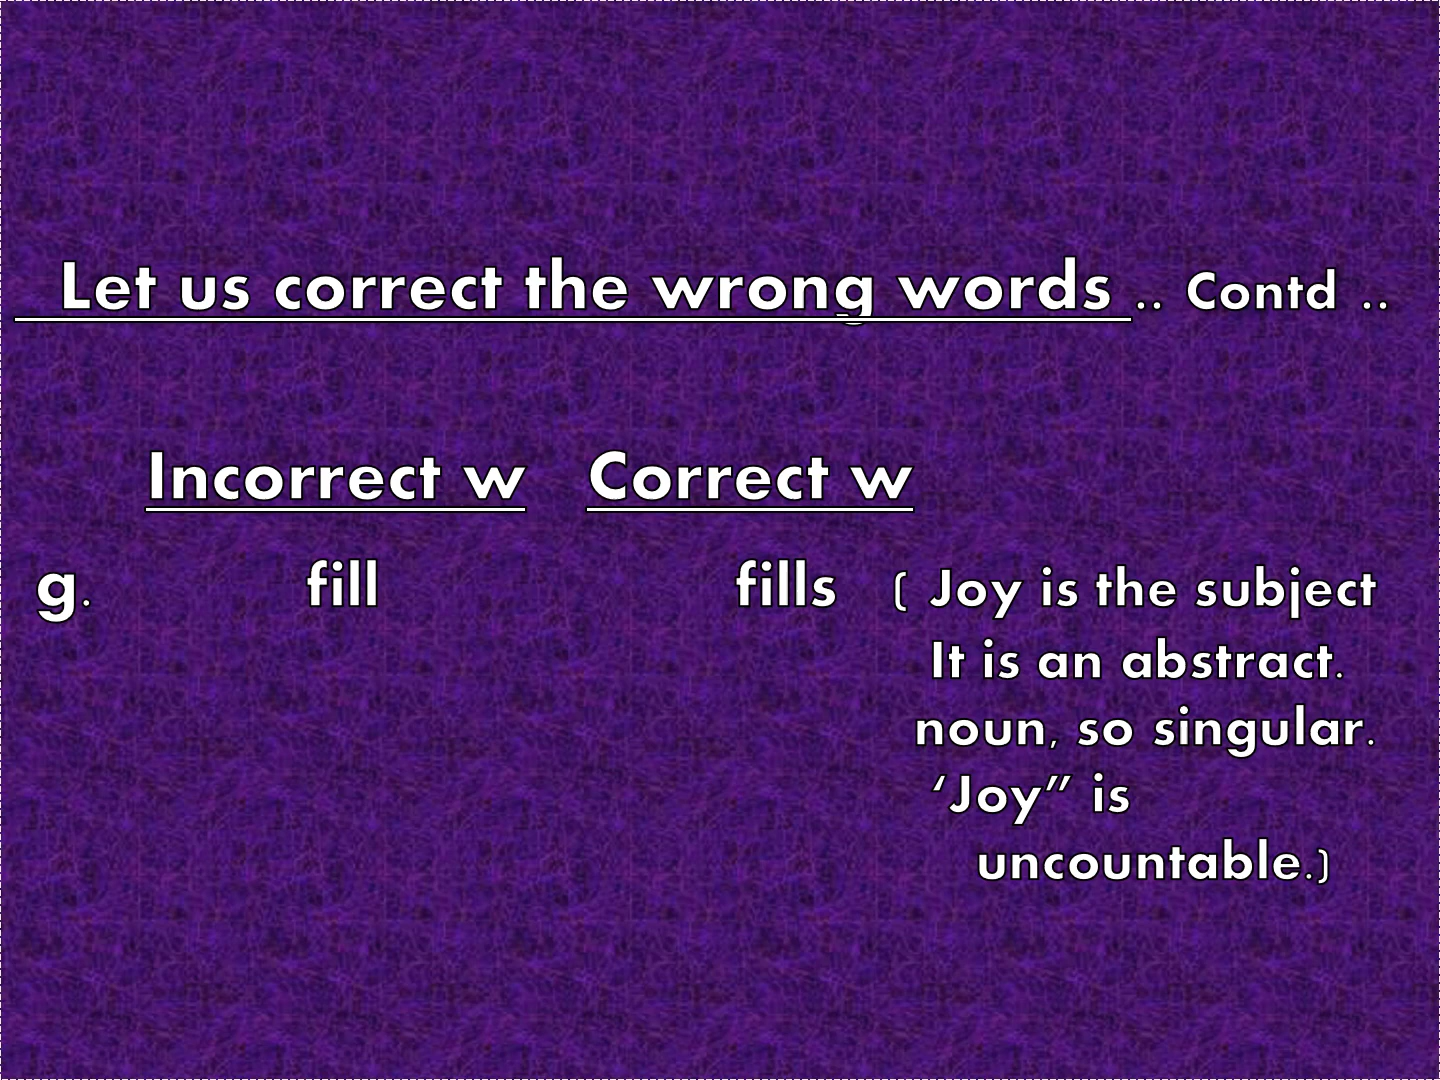 Let us correct the wrong words .. Contd ..
Incorrect w Correct w
g. fill fills ( Joy is the subject
It is an abstract.
noun, so singular.
‘Joy” is
uncountable.)